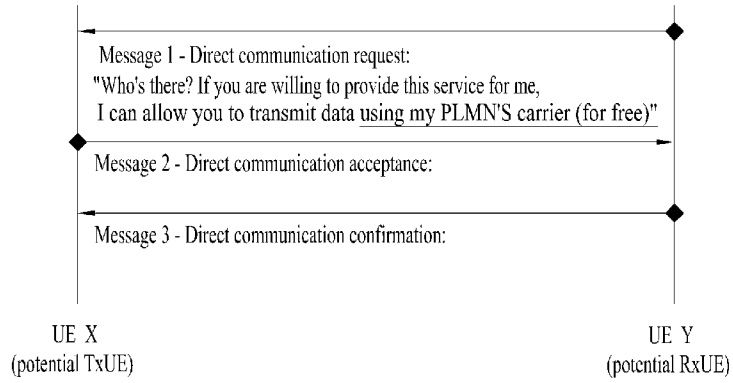 Message 1 - Direct communication request:
"Who's there? If you are willing to provide this service for me,
I can allow you to transmit data using my PLMN'S carrier (for free)"
Message 2 - Direct communication acceptance:
Message 3 - Direct communication confirmation:
UE X
(potential TxUE)
UE Y
(potential RxUE)